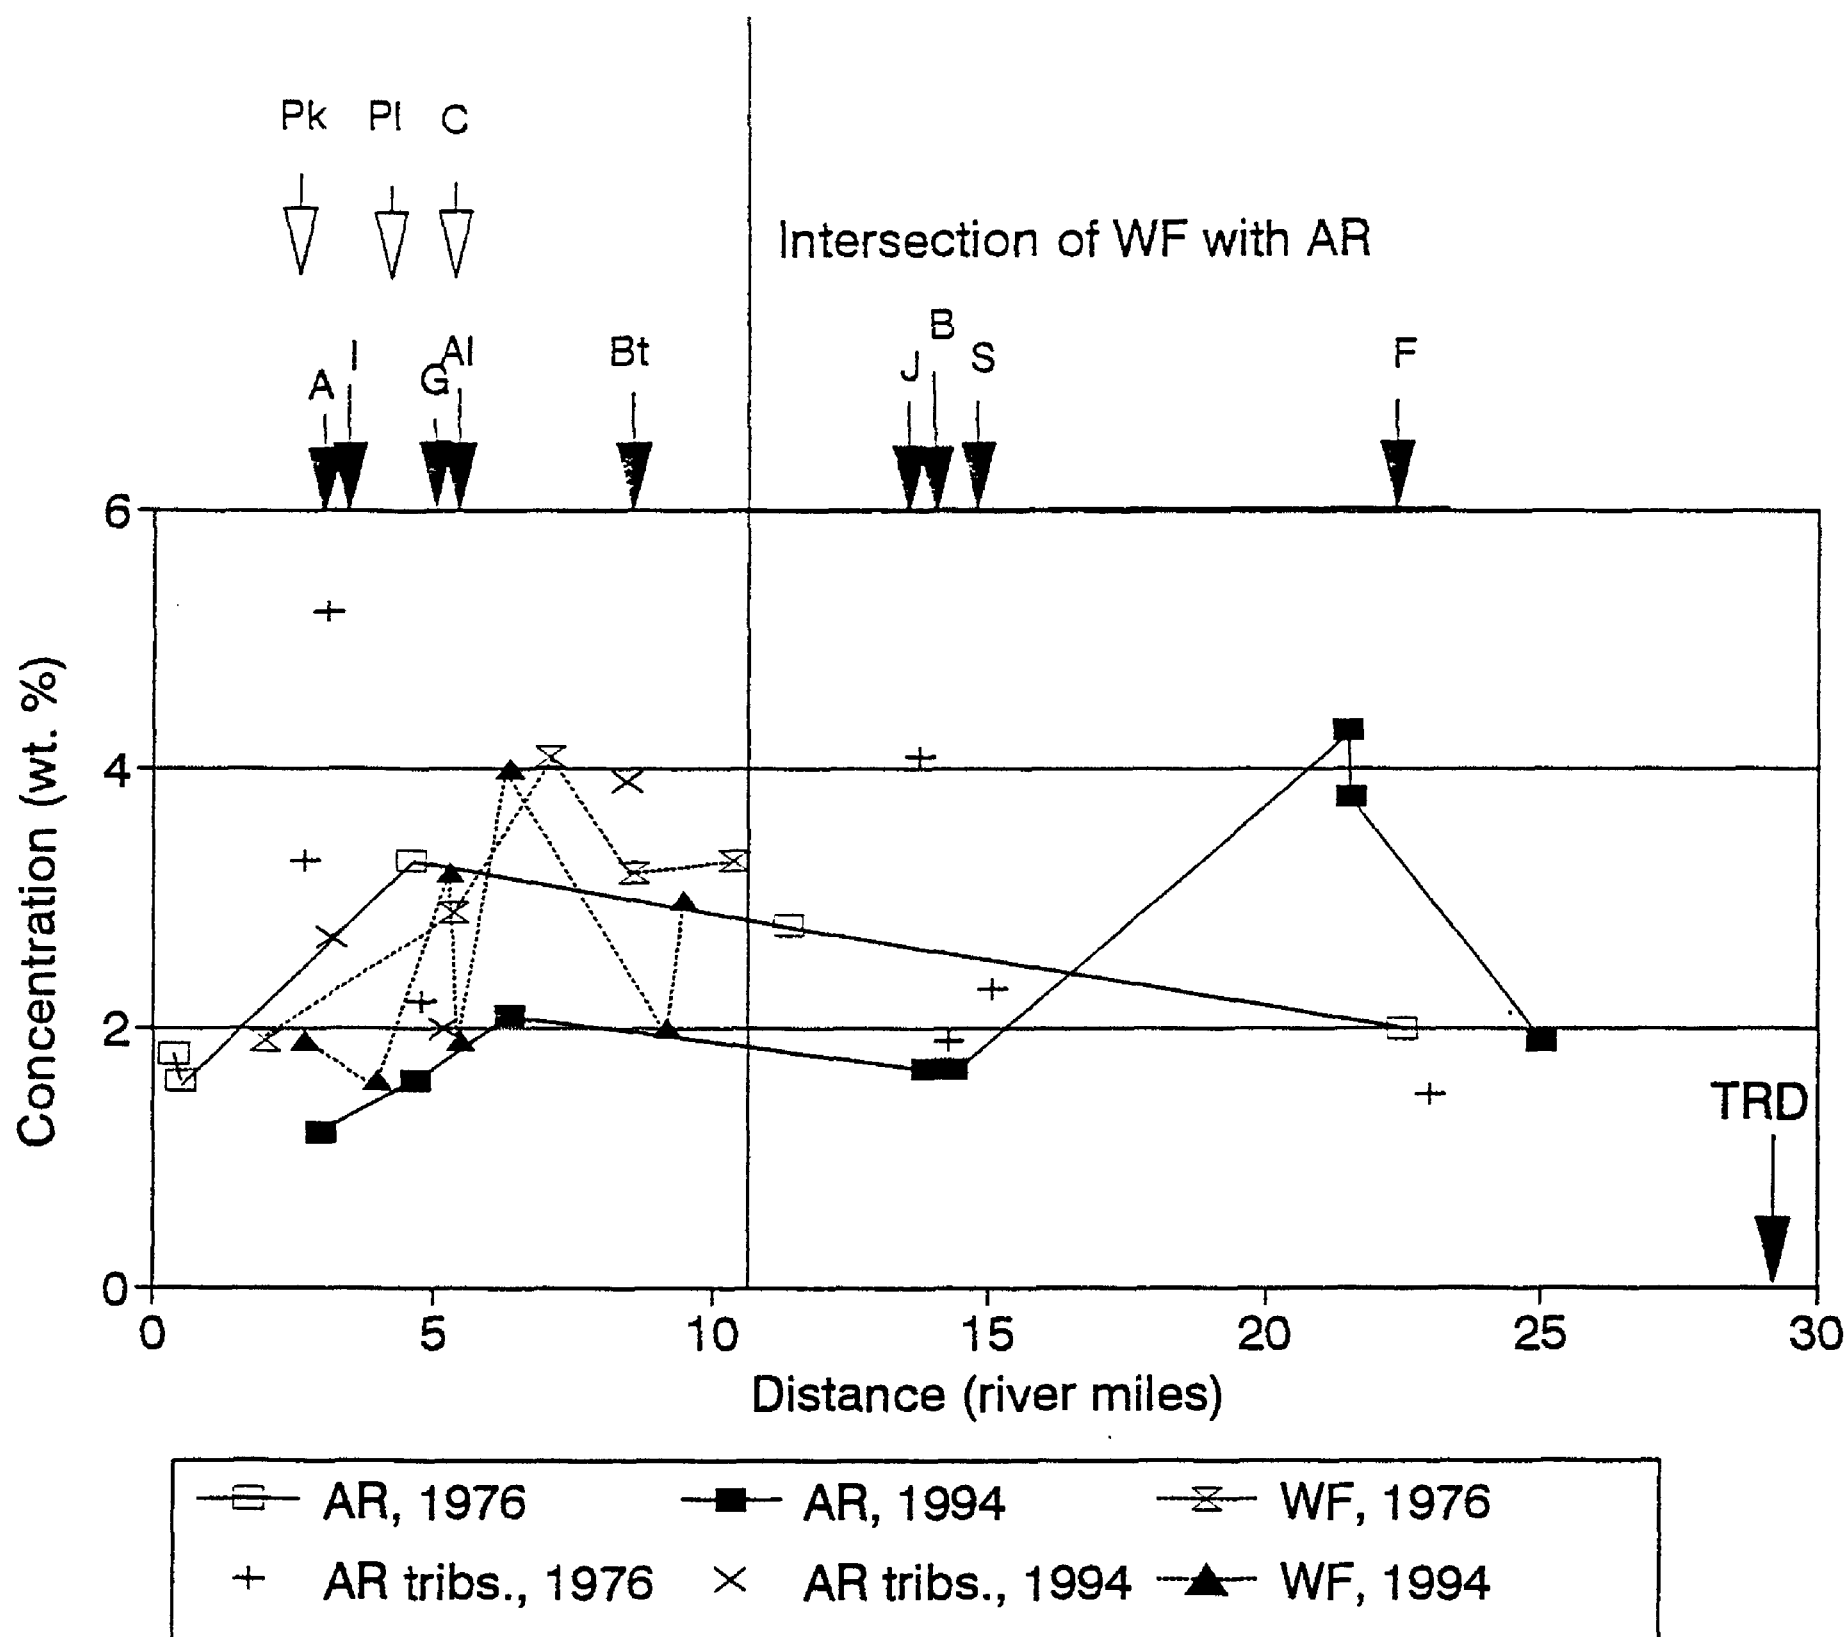 Pk Pl C
Intersection of WF with AR
A I G Al Bt J B S F
6
4
2
0
Concentration (wt. %)
TRD
0 5 10 15 20 25 30
Distance (river miles)
AR, 1976 AR, 1994 WF, 1976
AR tribs., 1976 AR tribs., 1994 WF, 1994